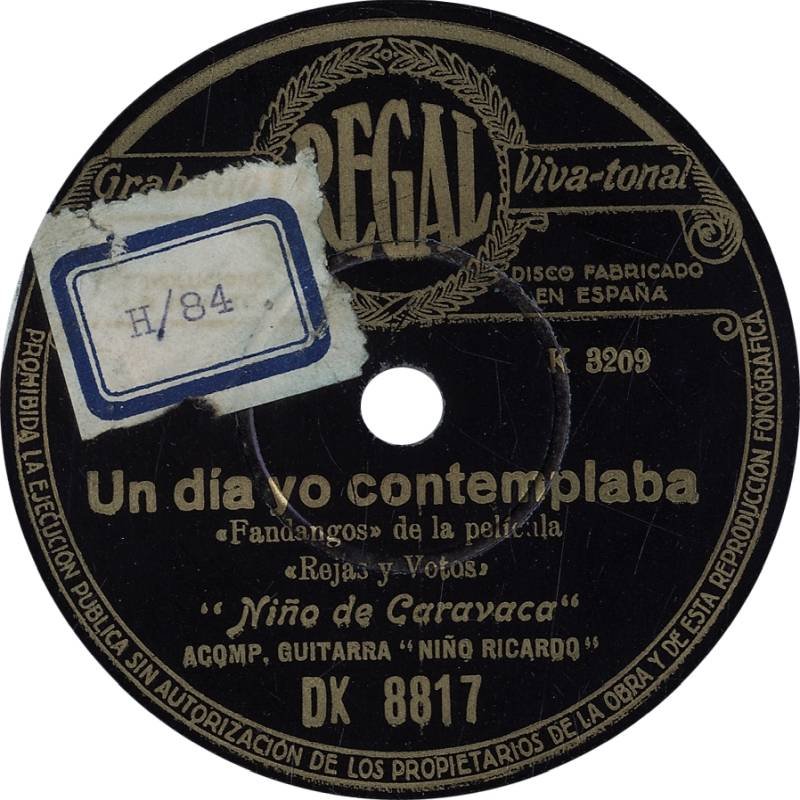 REGAL
Viva-tonal
DISCO FABRICADO
EN ESPAÑA
H/84
K 3209
Un día yo contemplaba
«Fandangos» de la película
«Rejas y Votos»
“Niño de Caravaca“
ACOMP. GUITARRA “NIÑO RICARDO“
DK 8817
PROHIBIDA LA EJECUCIÓN PUBLICA SIN AUTORIZACIÓN DE LOS PROPIETARIOS DE LA OBRA Y DE ESTA REPRODUCCIÓN FONOGRÁFICA